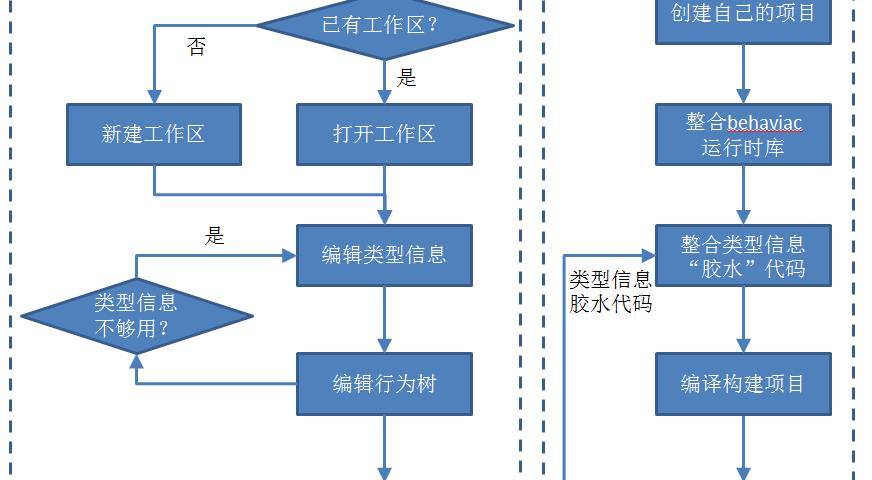 已有工作区？
否
是
新建工作区
打开工作区
是
编辑类型信息
类型信息
不够用？
编辑行为树
创建自己的项目
整合behaviac
运行时库
整合类型信息
“胶水”代码
类型信息
胶水代码
编译构建项目